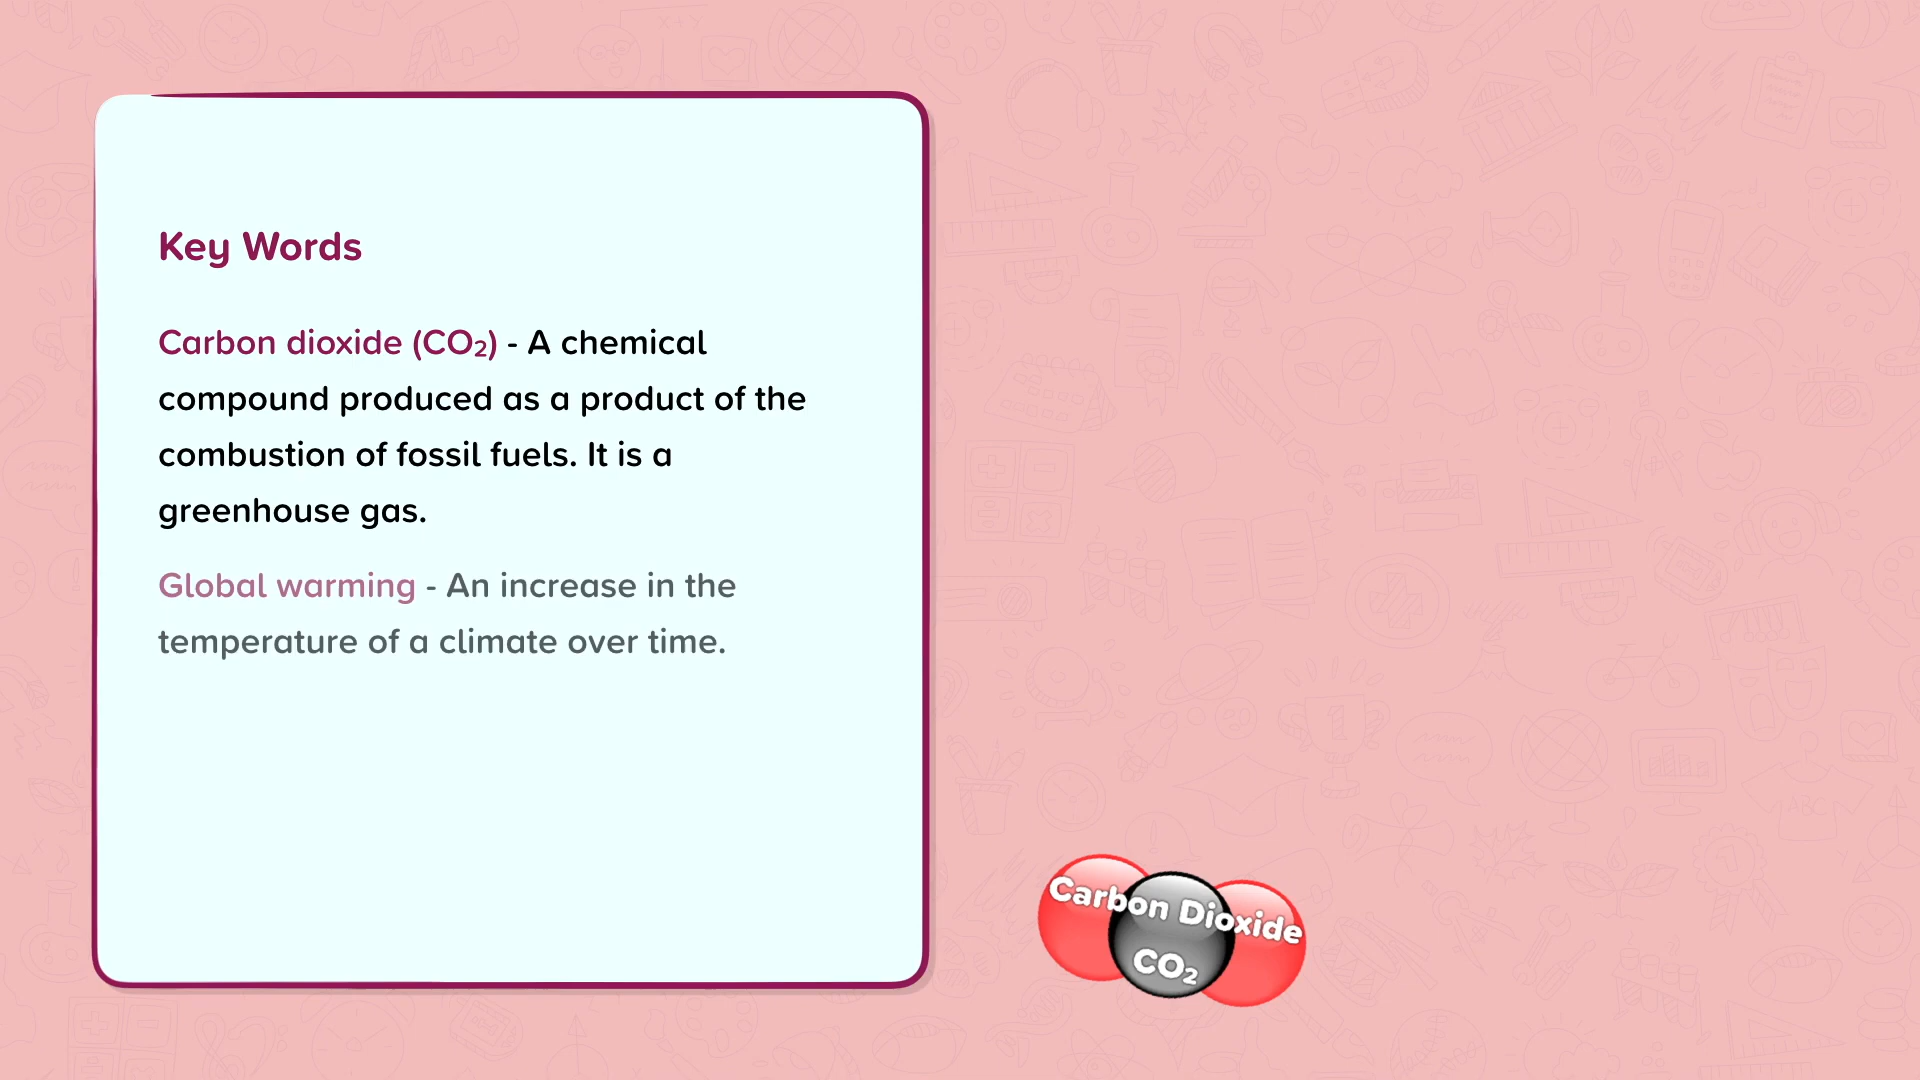 Key Words
Carbon dioxide (CO₂) - A chemical
compound produced as a product of the
combustion of fossil fuels. It is a
greenhouse gas.
Global warming - An increase in the
temperature of a climate over time.
Carbon Dioxide
CO₂